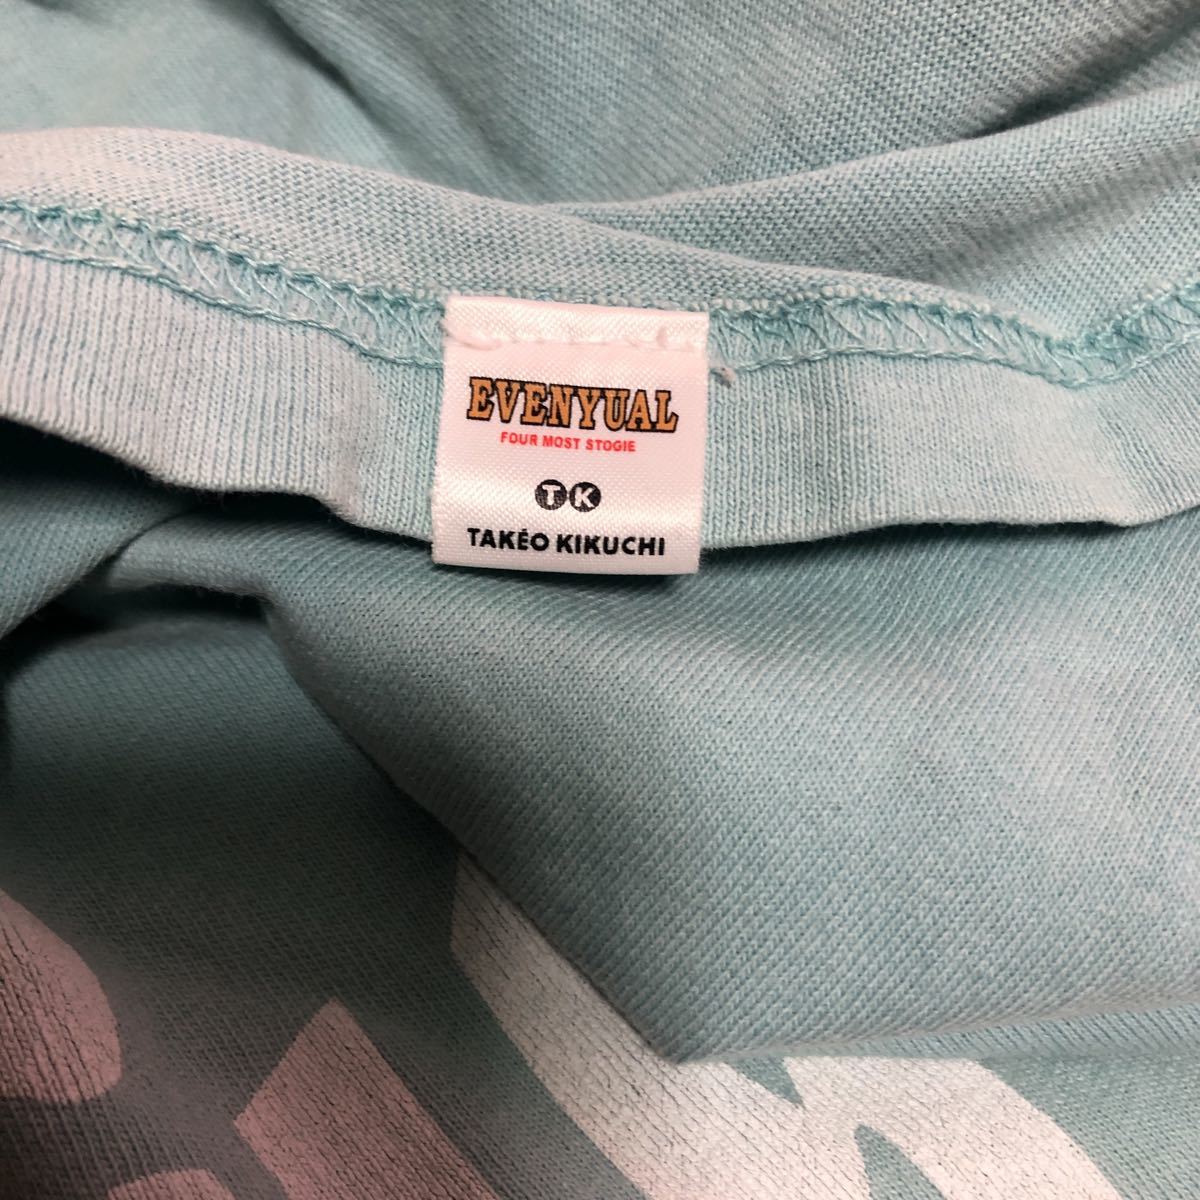 EVENYUAL
FOUR MOST STOGIE
TK
TAKÉO KIKUCHI